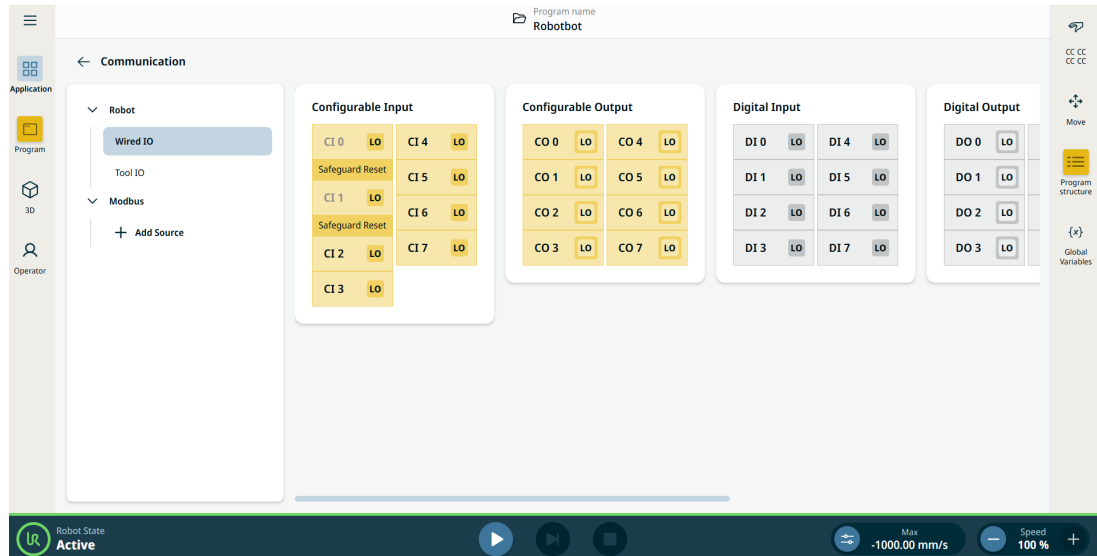 Program name
Robotbot
Application
Program
3D
Operator
Communication
Robot
Wired IO
Tool IO
Modbus
Add Source
Configurable Input
CI 0 LO CI 4 LO
Safeguard Reset
CI 5 LO
CI 1 LO
CI 6 LO
Safeguard Reset
CI 7 LO
CI 2 LO
CI 3 LO
Configurable Output
CO 0 LO CO 4 LO
CO 1 LO CO 5 LO
CO 2 LO CO 6 LO
CO 3 LO CO 7 LO
Digital Input
DI 0 LO DI 4 LO
DI 1 LO DI 5 LO
DI 2 LO DI 6 LO
DI 3 LO DI 7 LO
Digital Output
DO 0 LO
DO 1 LO
DO 2 LO
DO 3 LO
CC CC
CC CC
Move
Program
structure
{x}
Global
Variables
UR
Robot State
Active
Max
-1000.00 mm/s
Speed
100 %